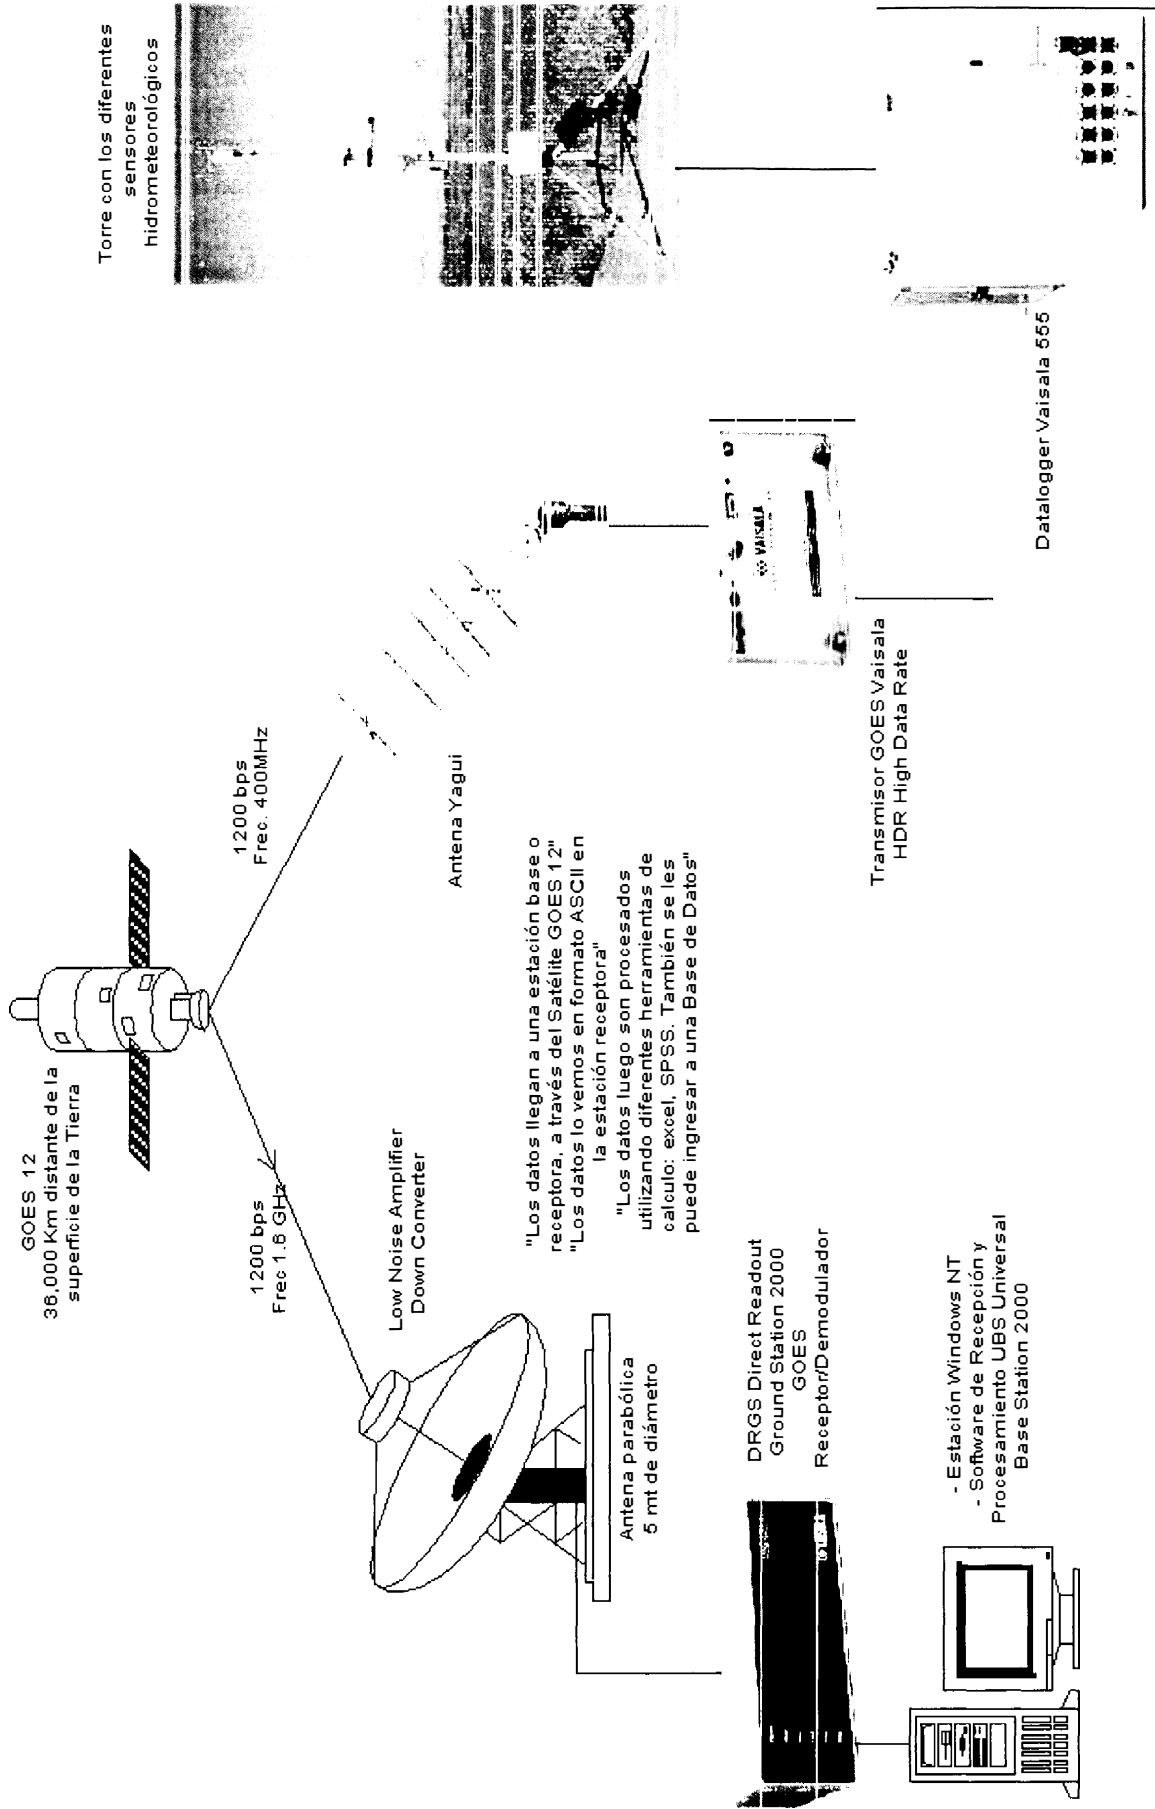 GOES 12
36,000 Km distante de la
superficie de la Tierra
1200 bps
Frec 1.6 GHz
1200 bps
Frec. 400MHz
Torre con los diferentes
sensores
hidrometeorológicos
Low Noise Amplifier
Down Converter
Antena Yagui
"Los datos llegan a una estación base o
receptora, a través del Satélite GOES 12"
"Los datos lo vemos en formato ASCII en
la estación receptora"
"Los datos luego son procesados
utilizando diferentes herramientas de
calculo: excel, SPSS. También se les
puede ingresar a una Base de Datos"
Antena parabólica
5 mt de diámetro
VAISALA
DRGS Direct Readout
Ground Station 2000
GOES
Receptor/Demodulador
Transmisor GOES Vaisala
HDR High Data Rate
Datalogger Vaisala 555
- Estación Windows NT
- Software de Recepción y
Procesamiento UBS Universal
Base Station 2000